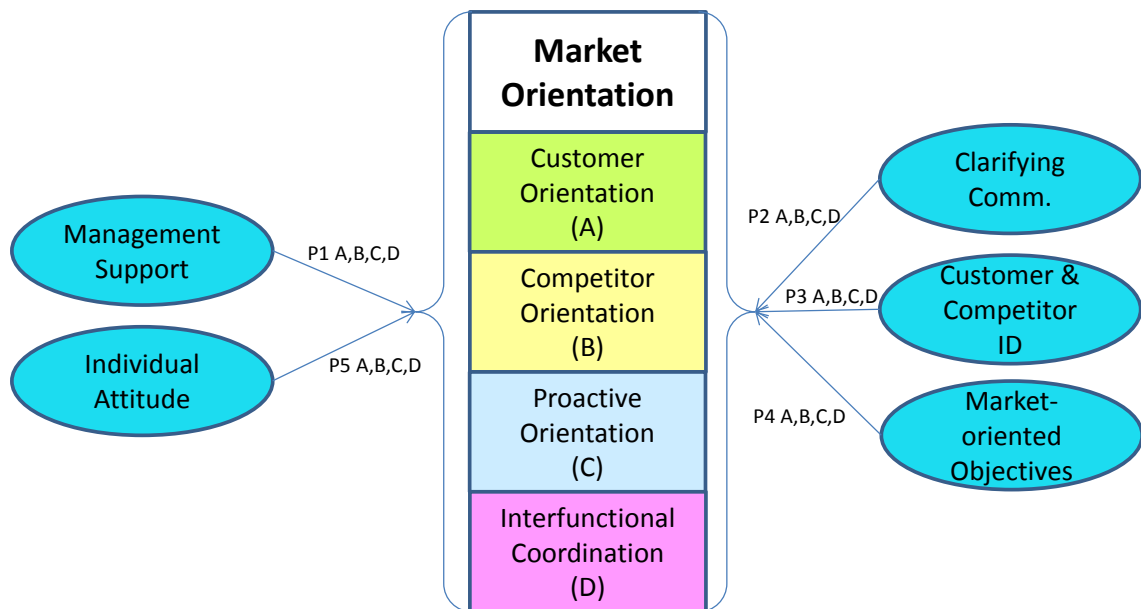 Market
Orientation
Customer
Orientation
(A)
Competitor
Orientation
(B)
Proactive
Orientation
(C)
Interfunctional
Coordination
(D)
Management
Support
P1 A,B,C,D
Individual
Attitude
P5 A,B,C,D
Clarifying
Comm.
P2 A,B,C,D
Customer &
Competitor
ID
P3 A,B,C,D
Market-
oriented
Objectives
P4 A,B,C,D